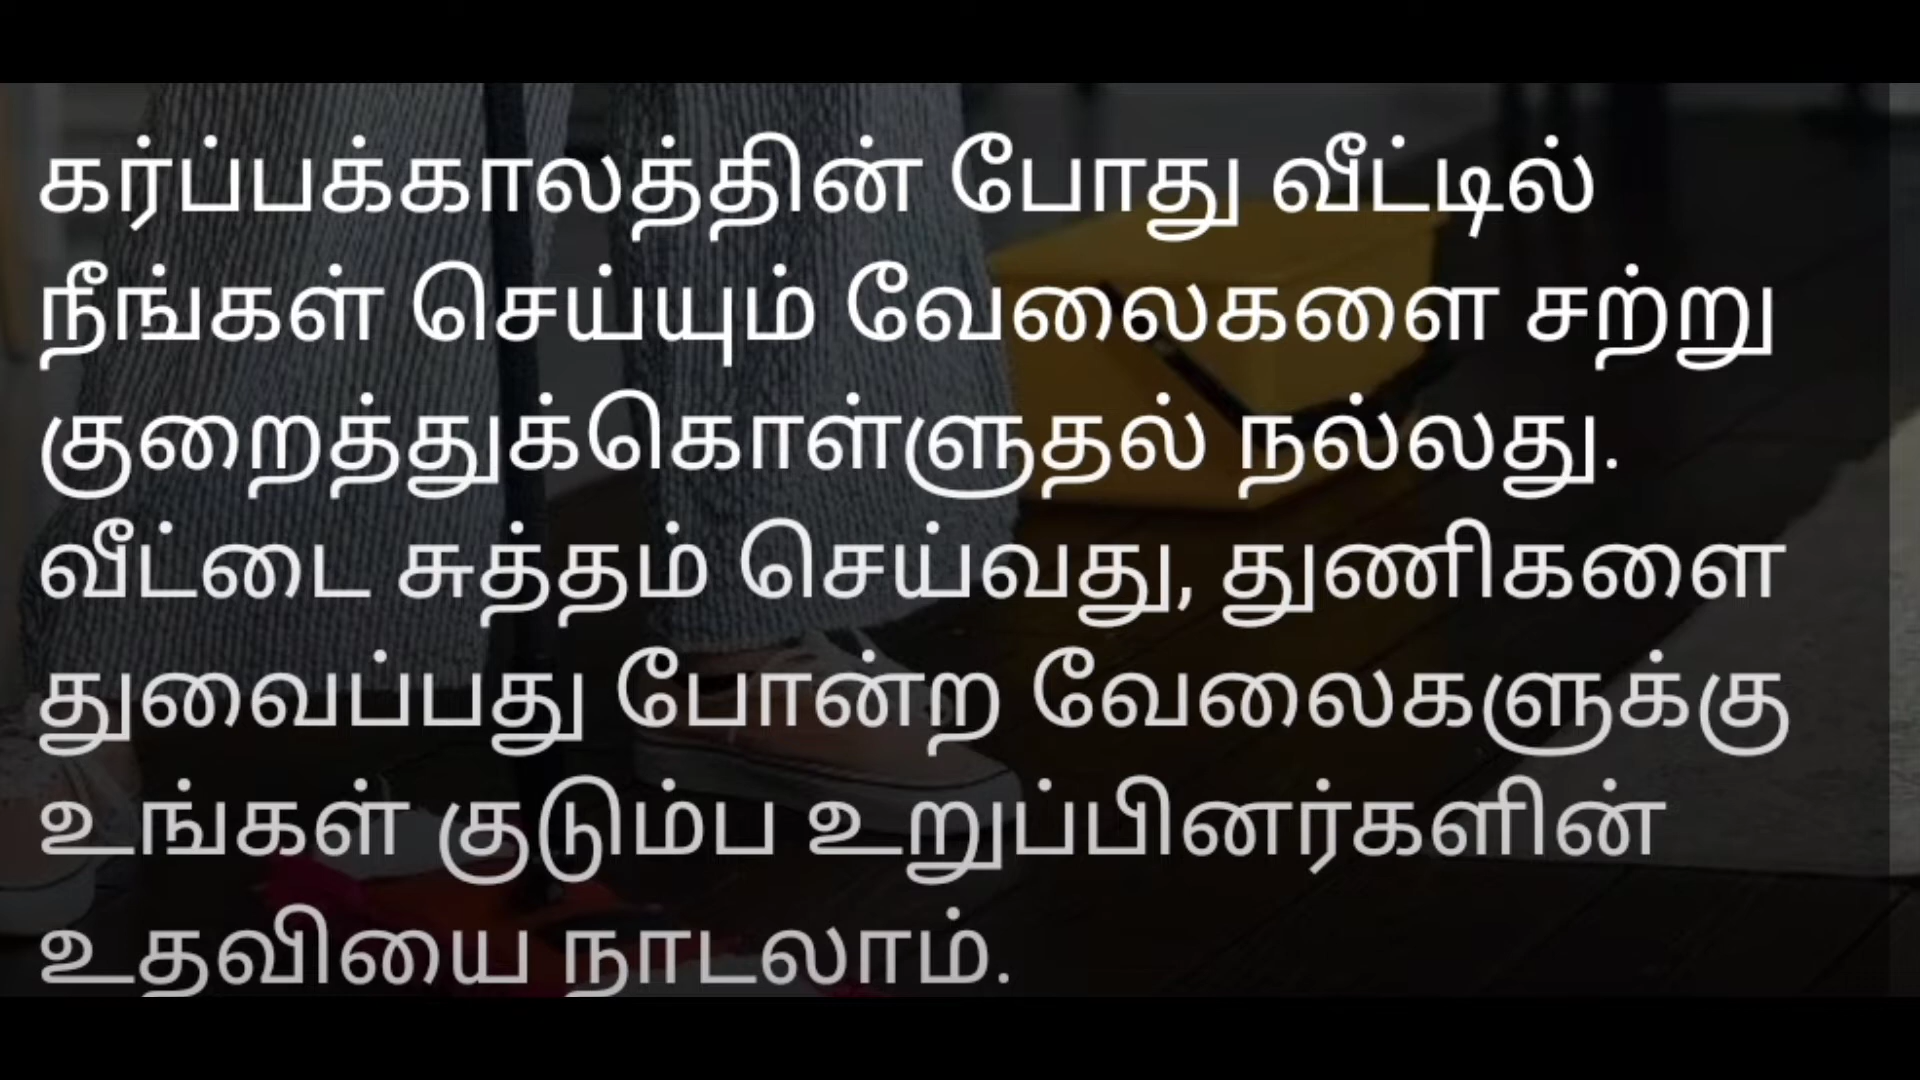 கர்ப்பக்காலத்தின் போது வீட்டில்
நீங்கள் செய்யும் வேலைகளை சற்று
குறைத்துக்கொள்ளுதல் நல்லது.
வீட்டை சுத்தம் செய்வது, துணிகளை
துவைப்பது போன்ற வேலைகளுக்கு
உங்கள் குடும்ப உறுப்பினர்களின்
உதவியை நாடலாம்.